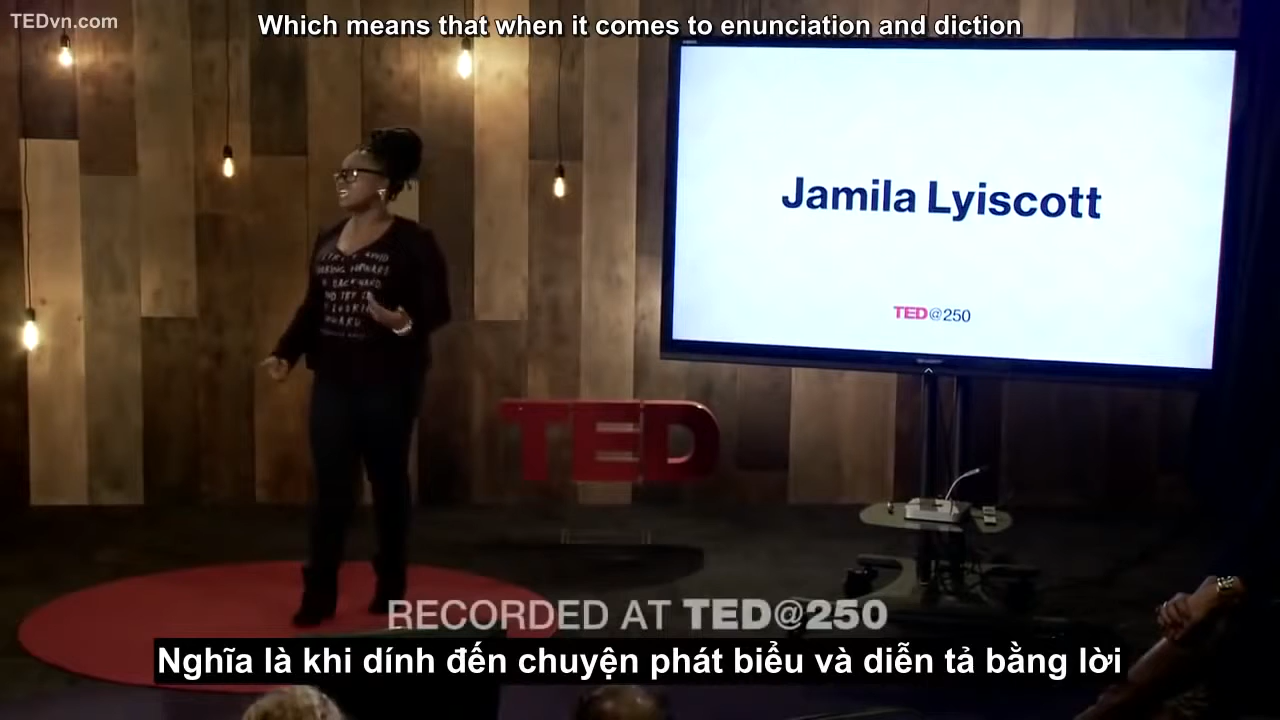 TEDvn.com
Which means that when it comes to enunciation and diction
Jamila Lyiscott
TED@250
TED
RECORDED AT TED@250
Nghĩa là khi dính đến chuyện phát biểu và diễn tả bằng lời